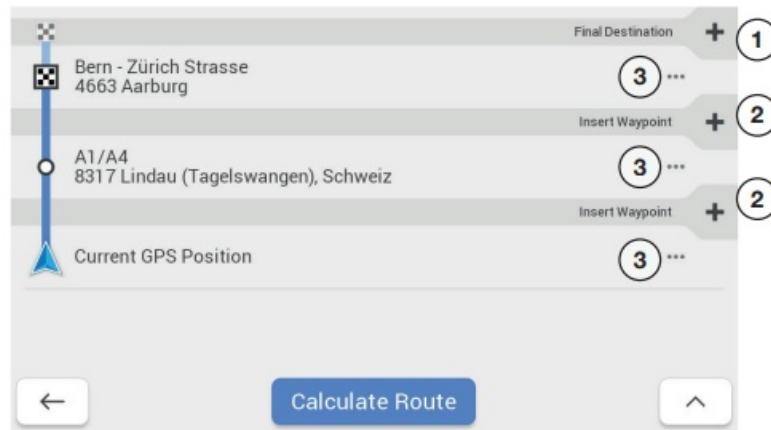 Final Destination
1
Bern - Zürich Strasse
4663 Aarburg
3
Insert Waypoint
2
A1/A4
8317 Lindau (Tagelswangen), Schweiz
3
Insert Waypoint
2
Current GPS Position
3
Calculate Route